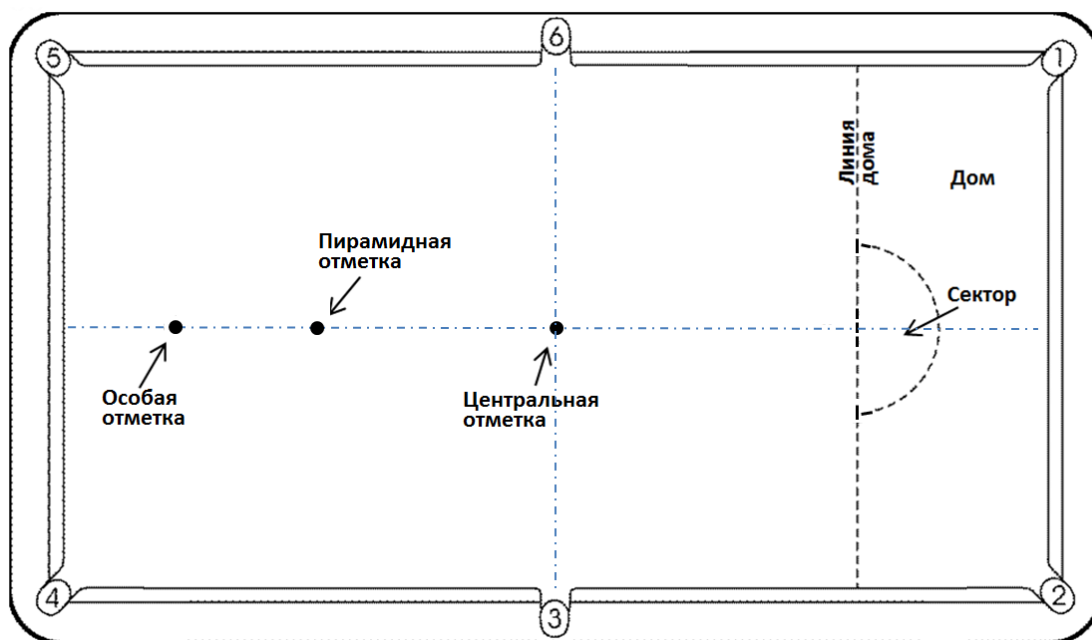 6
5
1
Линия
дома
Дом
Пирамидная
отметка
Сектор
Особая
отметка
Центральная
отметка
4
3
2